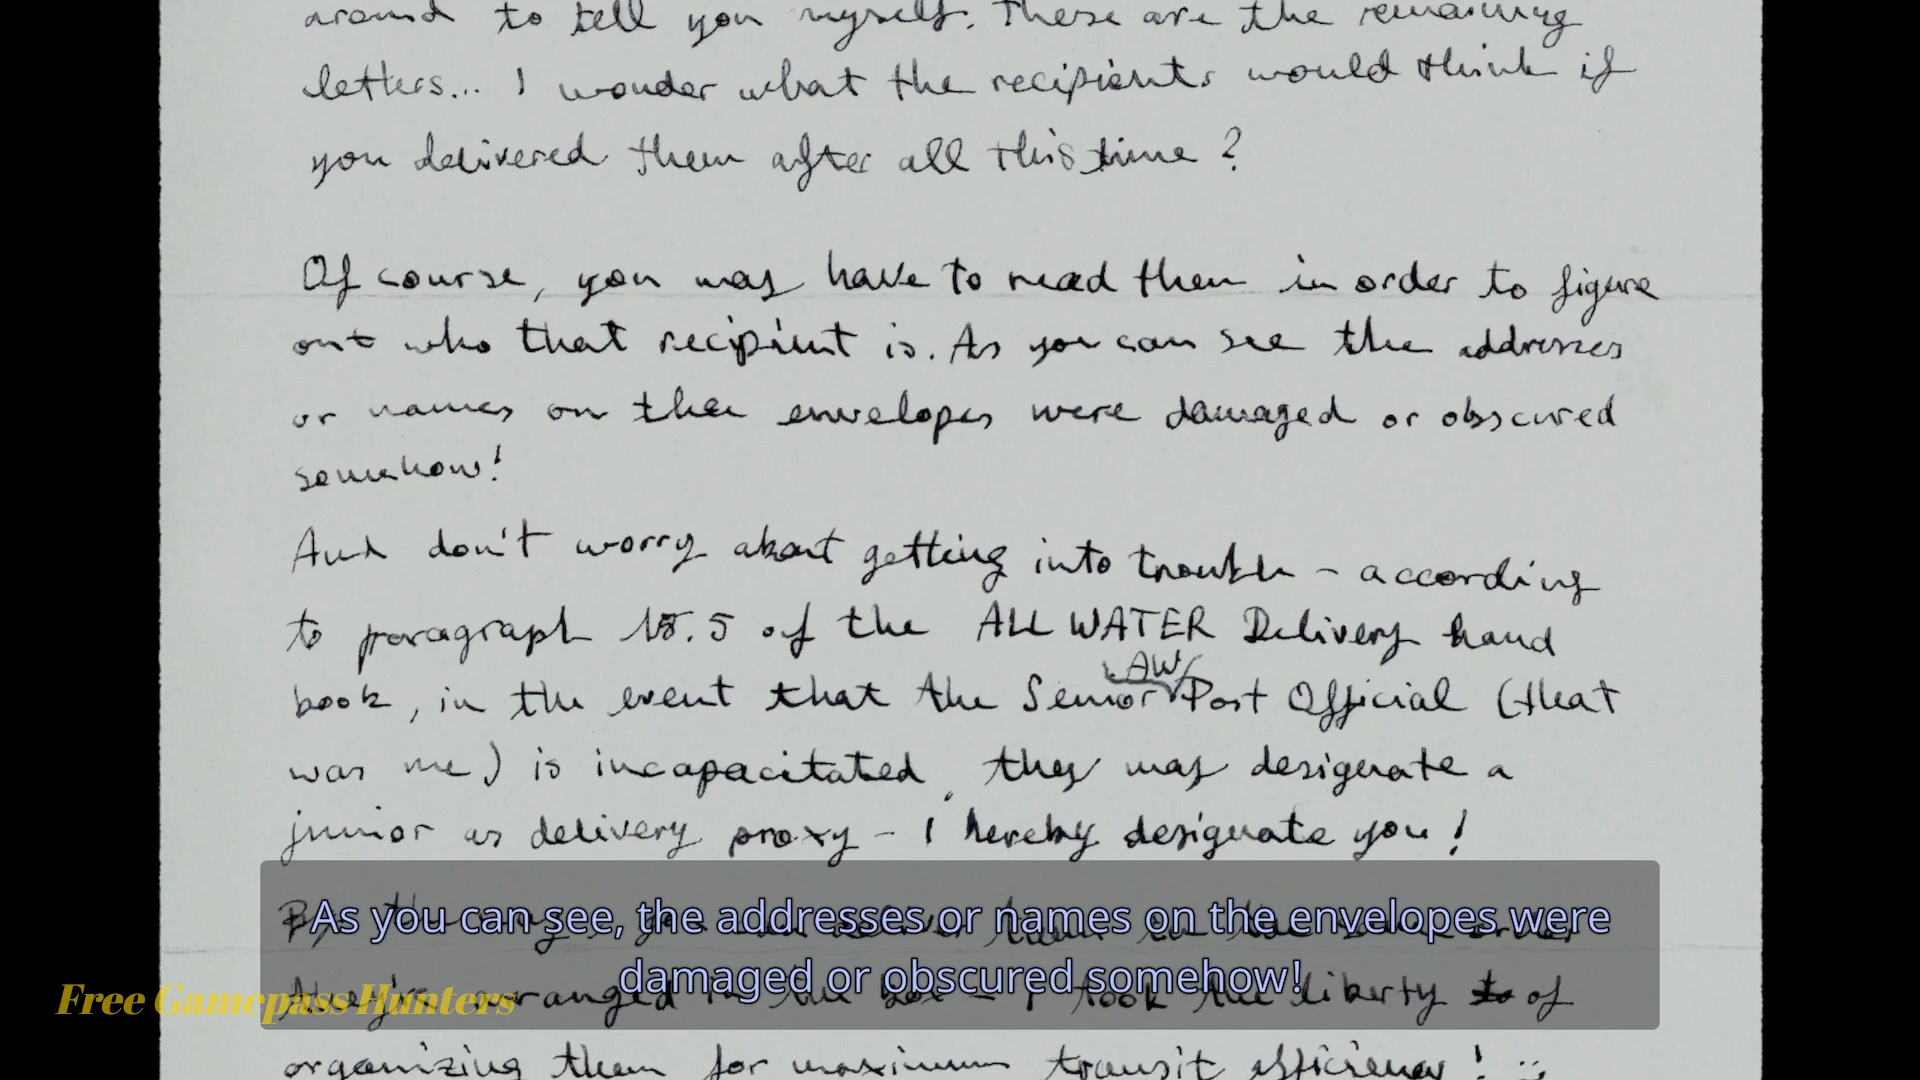 around to tell you myself. These are the remaining
letters... I wonder what the recipients would think if
you delivered them after all this time?
Of course, you may have to read them in order to figure
out who that recipient is. As you can see the addresses
or names on the envelopes were damaged or obscured
somehow!
And don't worry about getting into trouble - according
to paragraph 18.5 of the ALL WATER Delivery hand
book, in the event that the Senior AW Post Official (that
was me) is incapacitated, they may designate a
junior as delivery proxy - I hereby designate you!
As you can see, the addresses or names on the envelopes were
damaged or obscured somehow!
arranged in the box - I took the liberty of
Free Gamepass Hunters
organizing them for maximum transit efficiency! :)